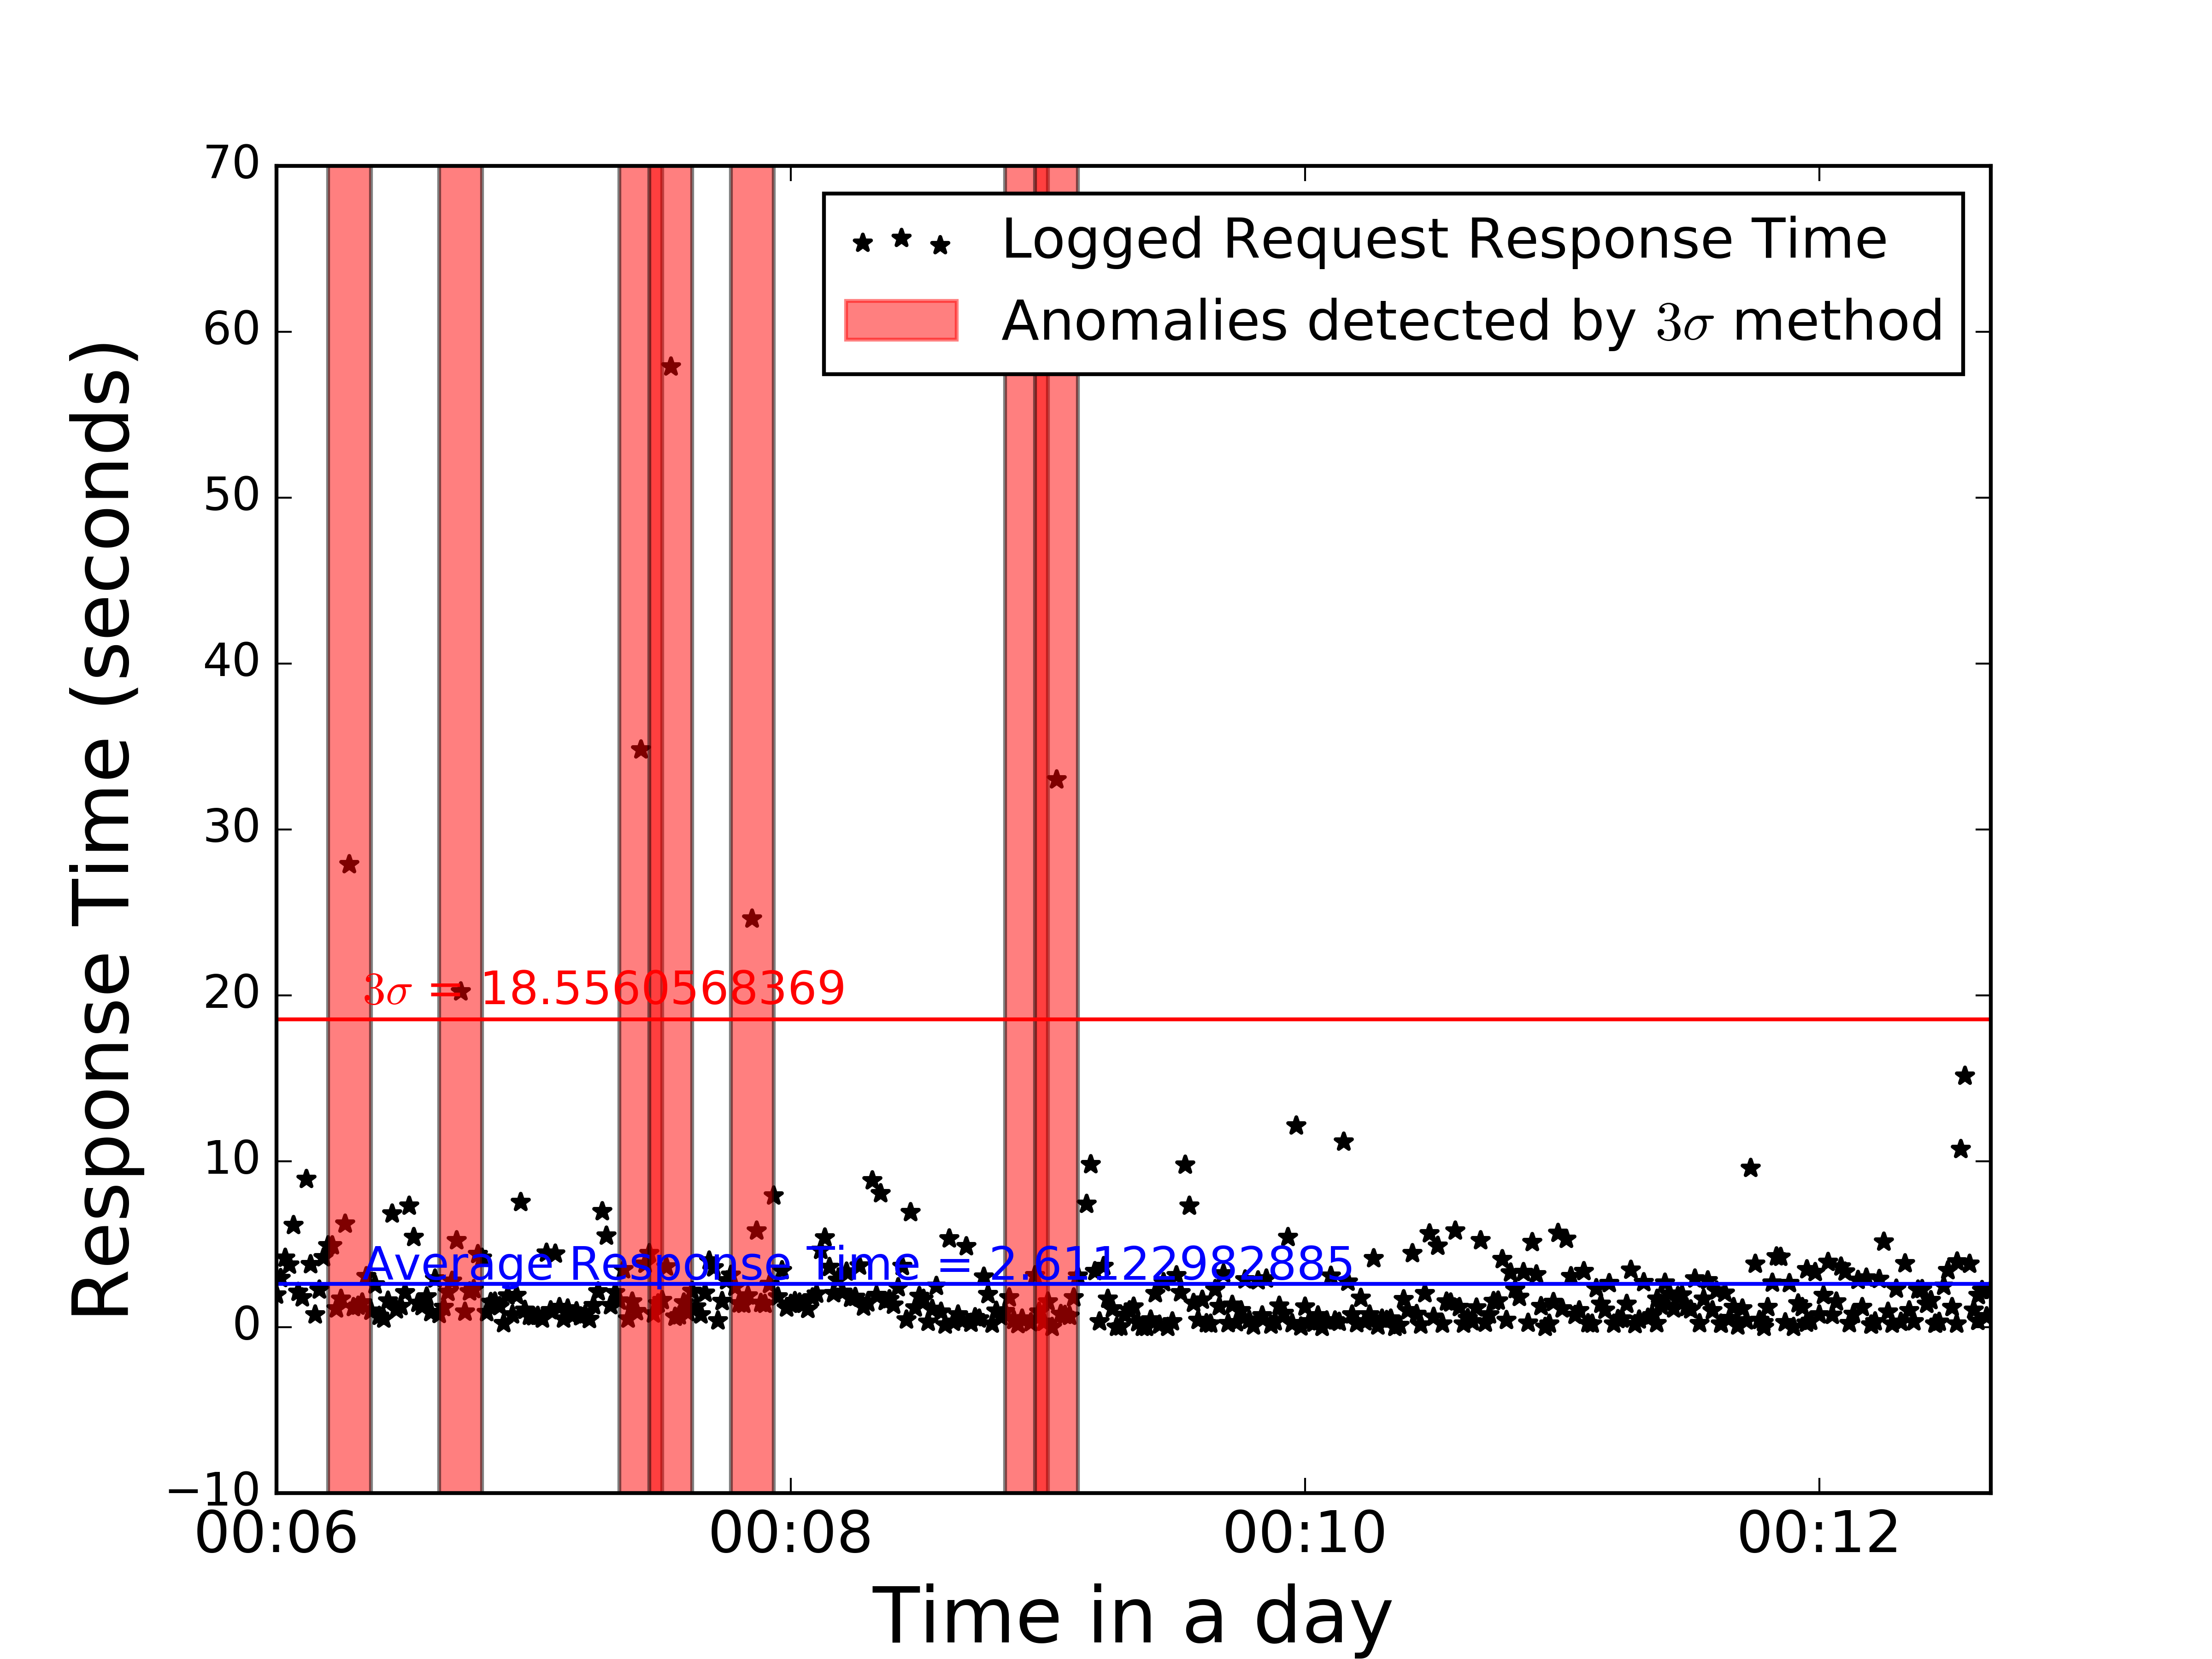 70
60
50
40
30
20
10
0
−10
Response Time (seconds)
Logged Request Response Time
Anomalies detected by 3σ method
3σ = 18.5560568369
Average Response Time = 2.61122982885
00:06 00:08 00:10 00:12
Time in a day